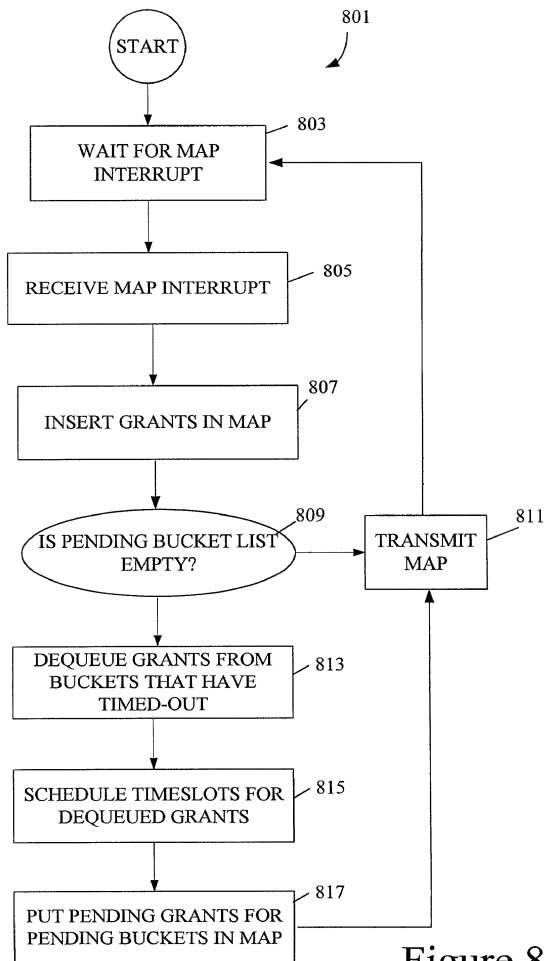 801
START
803
WAIT FOR MAP
INTERRUPT
805
RECEIVE MAP INTERRUPT
807
INSERT GRANTS IN MAP
809
IS PENDING BUCKET LIST
EMPTY?
811
TRANSMIT
MAP
813
DEQUEUE GRANTS FROM
BUCKETS THAT HAVE
TIMED-OUT
815
SCHEDULE TIMESLOTS FOR
DEQUEUED GRANTS
817
PUT PENDING GRANTS FOR
PENDING BUCKETS IN MAP
Figure 8